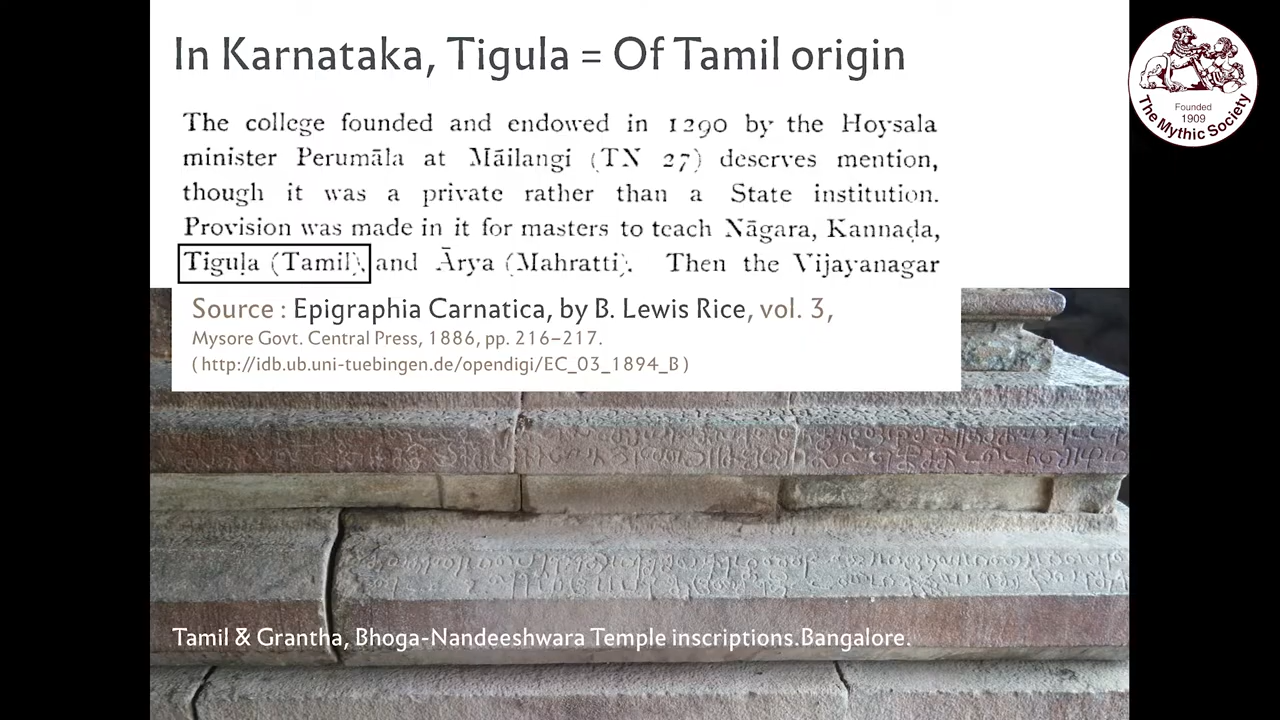 In Karnataka, Tigula = Of Tamil origin
The college founded and endowed in 1290 by the Hoysala
minister Perumāla at Māilangi (TN 27) deserves mention,
though it was a private rather than a State institution.
Provision was made in it for masters to teach Nāgara, Kannaḍa,
Tiguḷa (Tamil), and Ārya (Mahratti). Then the Vijayanagar
Source : Epigraphia Carnatica, by B. Lewis Rice, vol. 3,
Mysore Govt. Central Press, 1886, pp. 216–217.
( http://idb.ub.uni-tuebingen.de/opendigi/EC_03_1894_B )
Tamil & Grantha, Bhoga-Nandeeshwara Temple inscriptions.Bangalore.
Founded
1909
The Mythic Society